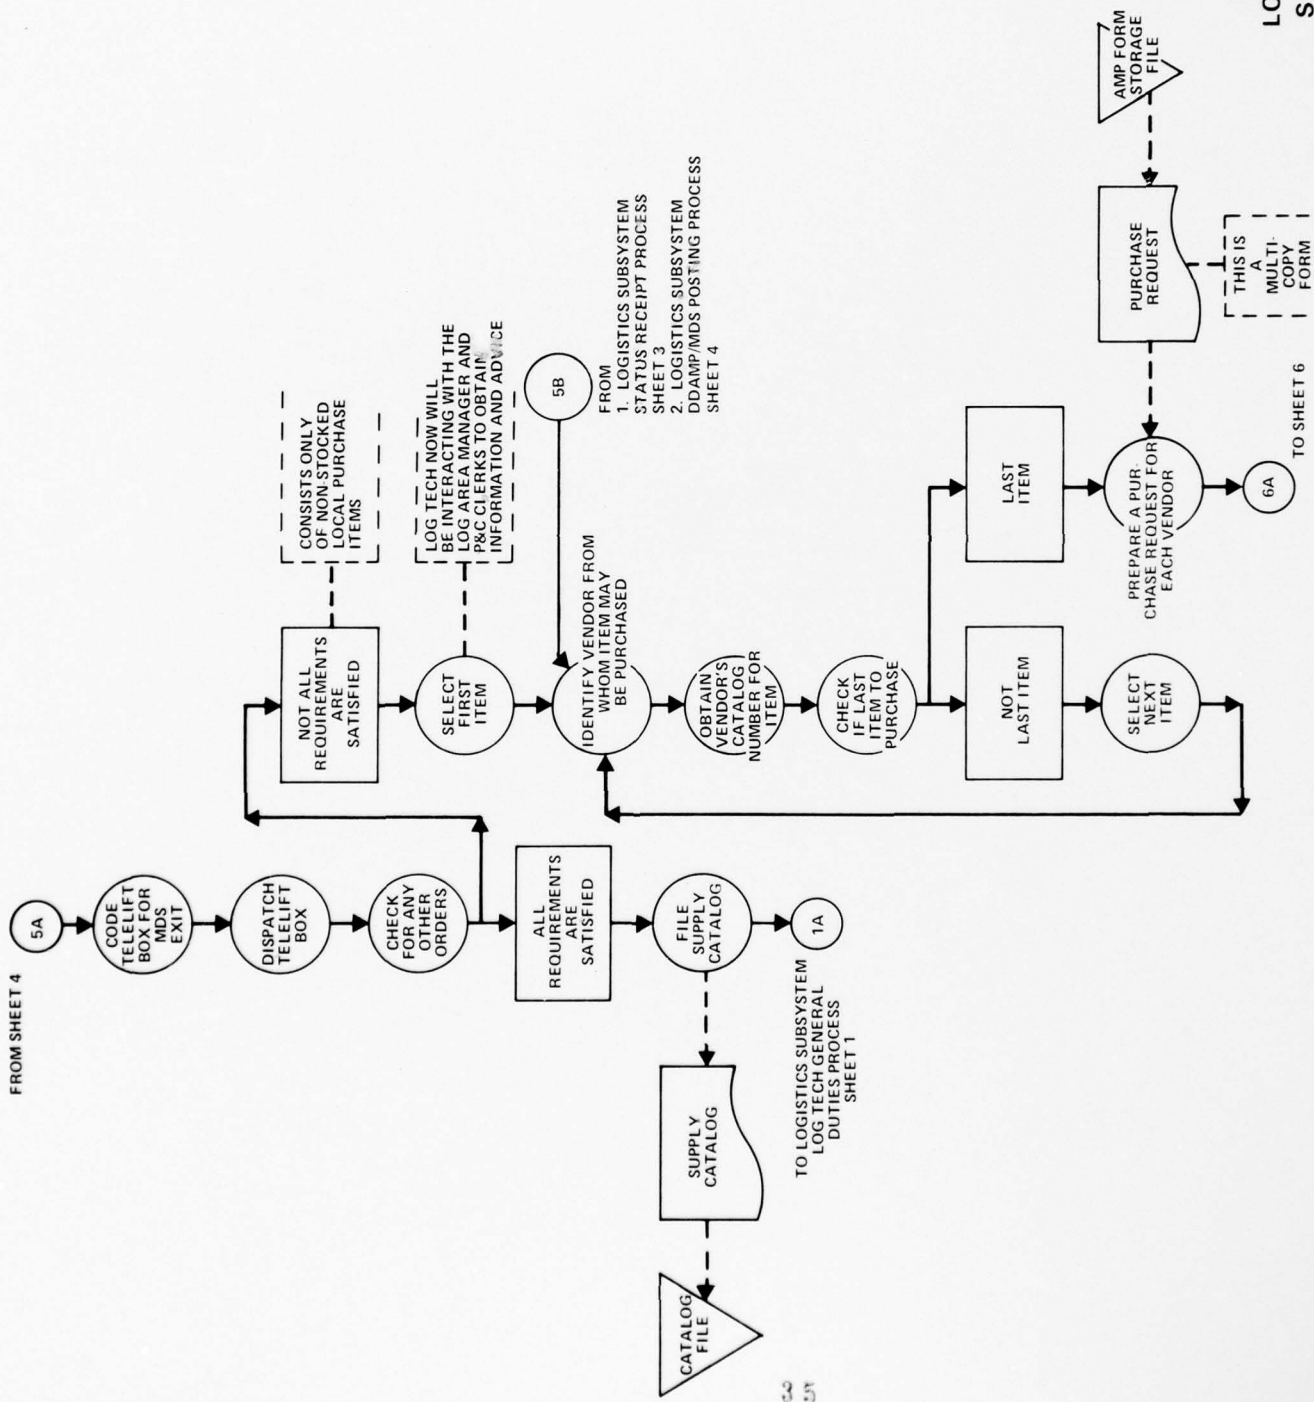 FROM SHEET 4
5A
CODE
TELELIFT
BOX FOR
MDS
EXIT
DISPATCH
TELELIFT
BOX
CHECK
FOR ANY
OTHER
ORDERS
ALL
REQUIREMENTS
ARE
SATISFIED
FILE
SUPPLY
CATALOG
1A
TO LOGISTICS SUBSYSTEM
LOG TECH GENERAL
DUTIES PROCESS
SHEET 1
SUPPLY
CATALOG
CATALOG
FILE
NOT ALL
REQUIREMENTS
ARE
SATISFIED
CONSISTS ONLY
OF NON-STOCKED
LOCAL PURCHASE
ITEMS
SELECT
FIRST
ITEM
LOG TECH NOW WILL
BE INTERACTING WITH THE
LOG AREA MANAGER AND
P&C CLERKS TO OBTAIN
INFORMATION AND ADVICE
5B
FROM
1. LOGISTICS SUBSYSTEM
STATUS RECEIPT PROCESS
SHEET 3
2. LOGISTICS SUBSYSTEM
DDAMP/MDS POSTING PROCESS
SHEET 4
IDENTIFY VENDOR FROM
WHOM ITEM MAY
BE PURCHASED
OBTAIN
VENDOR'S
CATALOG
NUMBER FOR
ITEM
CHECK
IF LAST
ITEM TO
PURCHASE
NOT
LAST ITEM
SELECT
NEXT
ITEM
LAST
ITEM
PREPARE A PUR-
CHASE REQUEST FOR
EACH VENDOR
6A
TO SHEET 6
PURCHASE
REQUEST
THIS IS
A
MULTI-
COPY
FORM
AMP FORM
STORAGE
FILE
LO
S
35